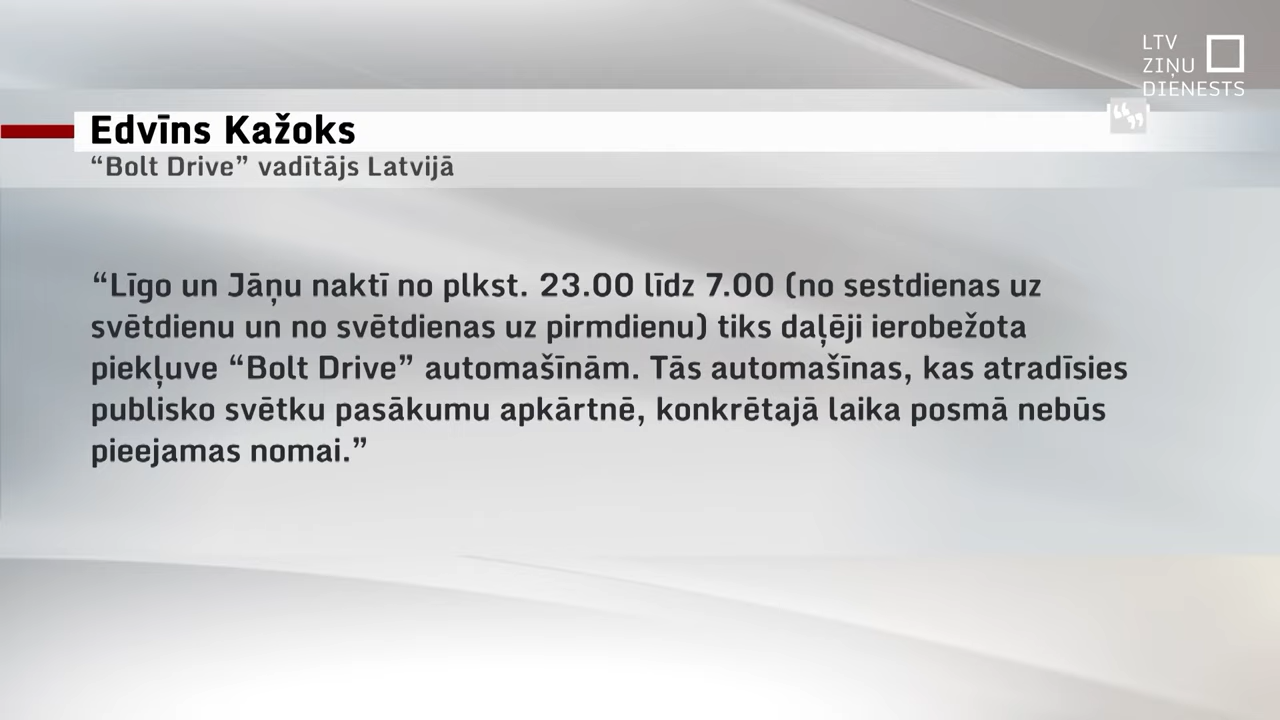 LTV
ZIŅU
DIENESTS
Edvīns Kažoks
“Bolt Drive” vadītājs Latvijā
“Līgo un Jāņu naktī no plkst. 23.00 līdz 7.00 (no sestdienas uz
svētdienu un no svētdienas uz pirmdienu) tiks daļēji ierobežota
piekļuve “Bolt Drive” automašīnām. Tās automašīnas, kas atradīsies
publisko svētku pasākumu apkārtnē, konkrētajā laika posmā nebūs
pieejamas nomai.”